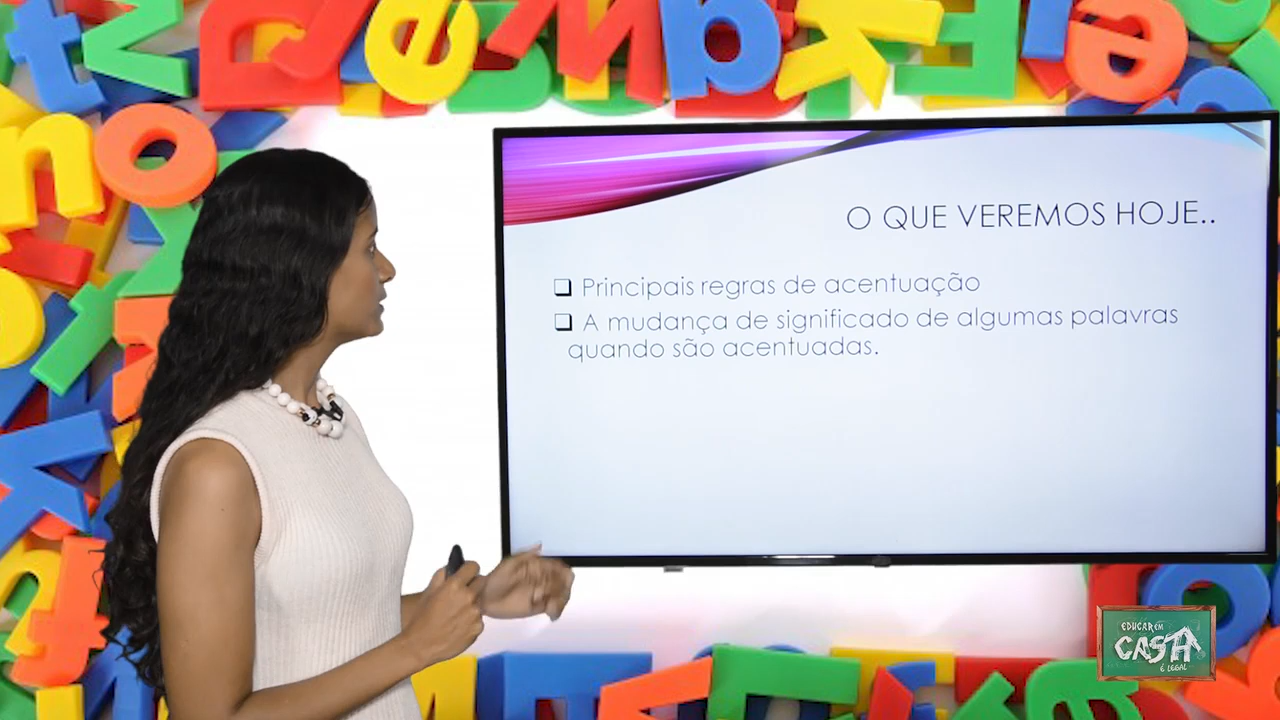 O QUE VEREMOS HOJE..
❑ Principais regras de acentuação
❑ A mudança de significado de algumas palavras
quando são acentuadas.
EDUCAR EM
CASA
É LEGAL